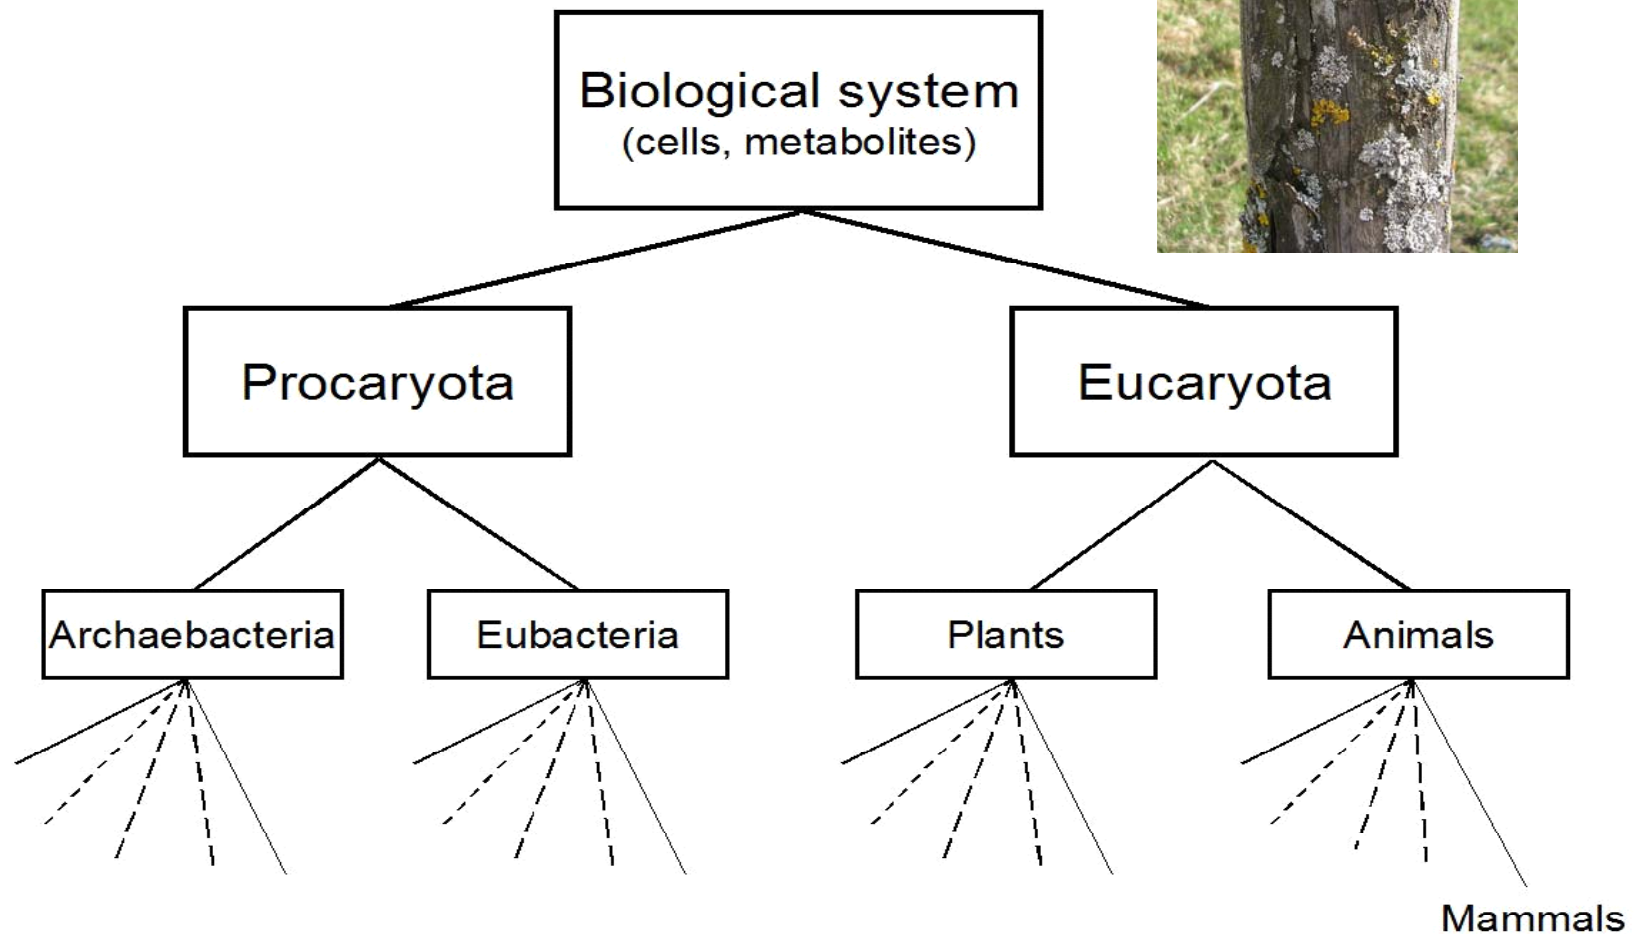 Biological system
(cells, metabolites)
Procaryota
Eucaryota
Archaebacteria
Eubacteria
Plants
Animals
Mammals